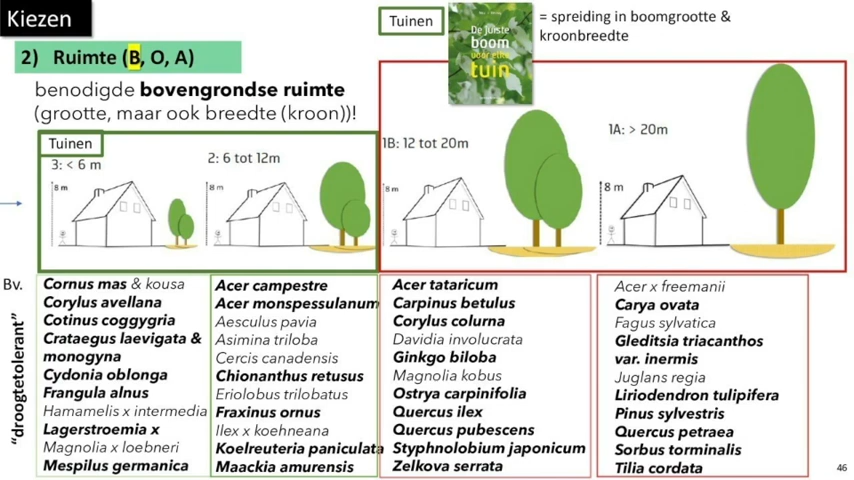 Kiezen
2) Ruimte (B, O, A)
benodigde bovengrondse ruimte
(grootte, maar ook breedte (kroon))!
Tuinen
De juiste
boom
voor elke
tuin
= spreiding in boomgrootte &
kroonbreedte
Tuinen
3: < 6 m
8 m
2: 6 tot 12m
8 m
1B: 12 tot 20m
8 m
1A: > 20m
8 m
Bv.
"droogtetolerant"
Cornus mas & kousa
Corylus avellana
Cotinus coggygria
Crataegus laevigata &
monogyna
Cydonia oblonga
Frangula alnus
Hamamelis x intermedia
Lagerstroemia x
Magnolia x loebneri
Mespilus germanica
Acer campestre
Acer monspessulanum
Aesculus pavia
Asimina triloba
Cercis canadensis
Chionanthus retusus
Eriolobus trilobatus
Fraxinus ornus
Ilex x koehneana
Koelreuteria paniculata
Maackia amurensis
Acer tataricum
Carpinus betulus
Corylus colurna
Davidia involucrata
Ginkgo biloba
Magnolia kobus
Ostrya carpinifolia
Quercus ilex
Quercus pubescens
Styphnolobium japonicum
Zelkova serrata
Acer x freemanii
Carya ovata
Fagus sylvatica
Gleditsia triacanthos
var. inermis
Juglans regia
Liriodendron tulipifera
Pinus sylvestris
Quercus petraea
Sorbus torminalis
Tilia cordata
46